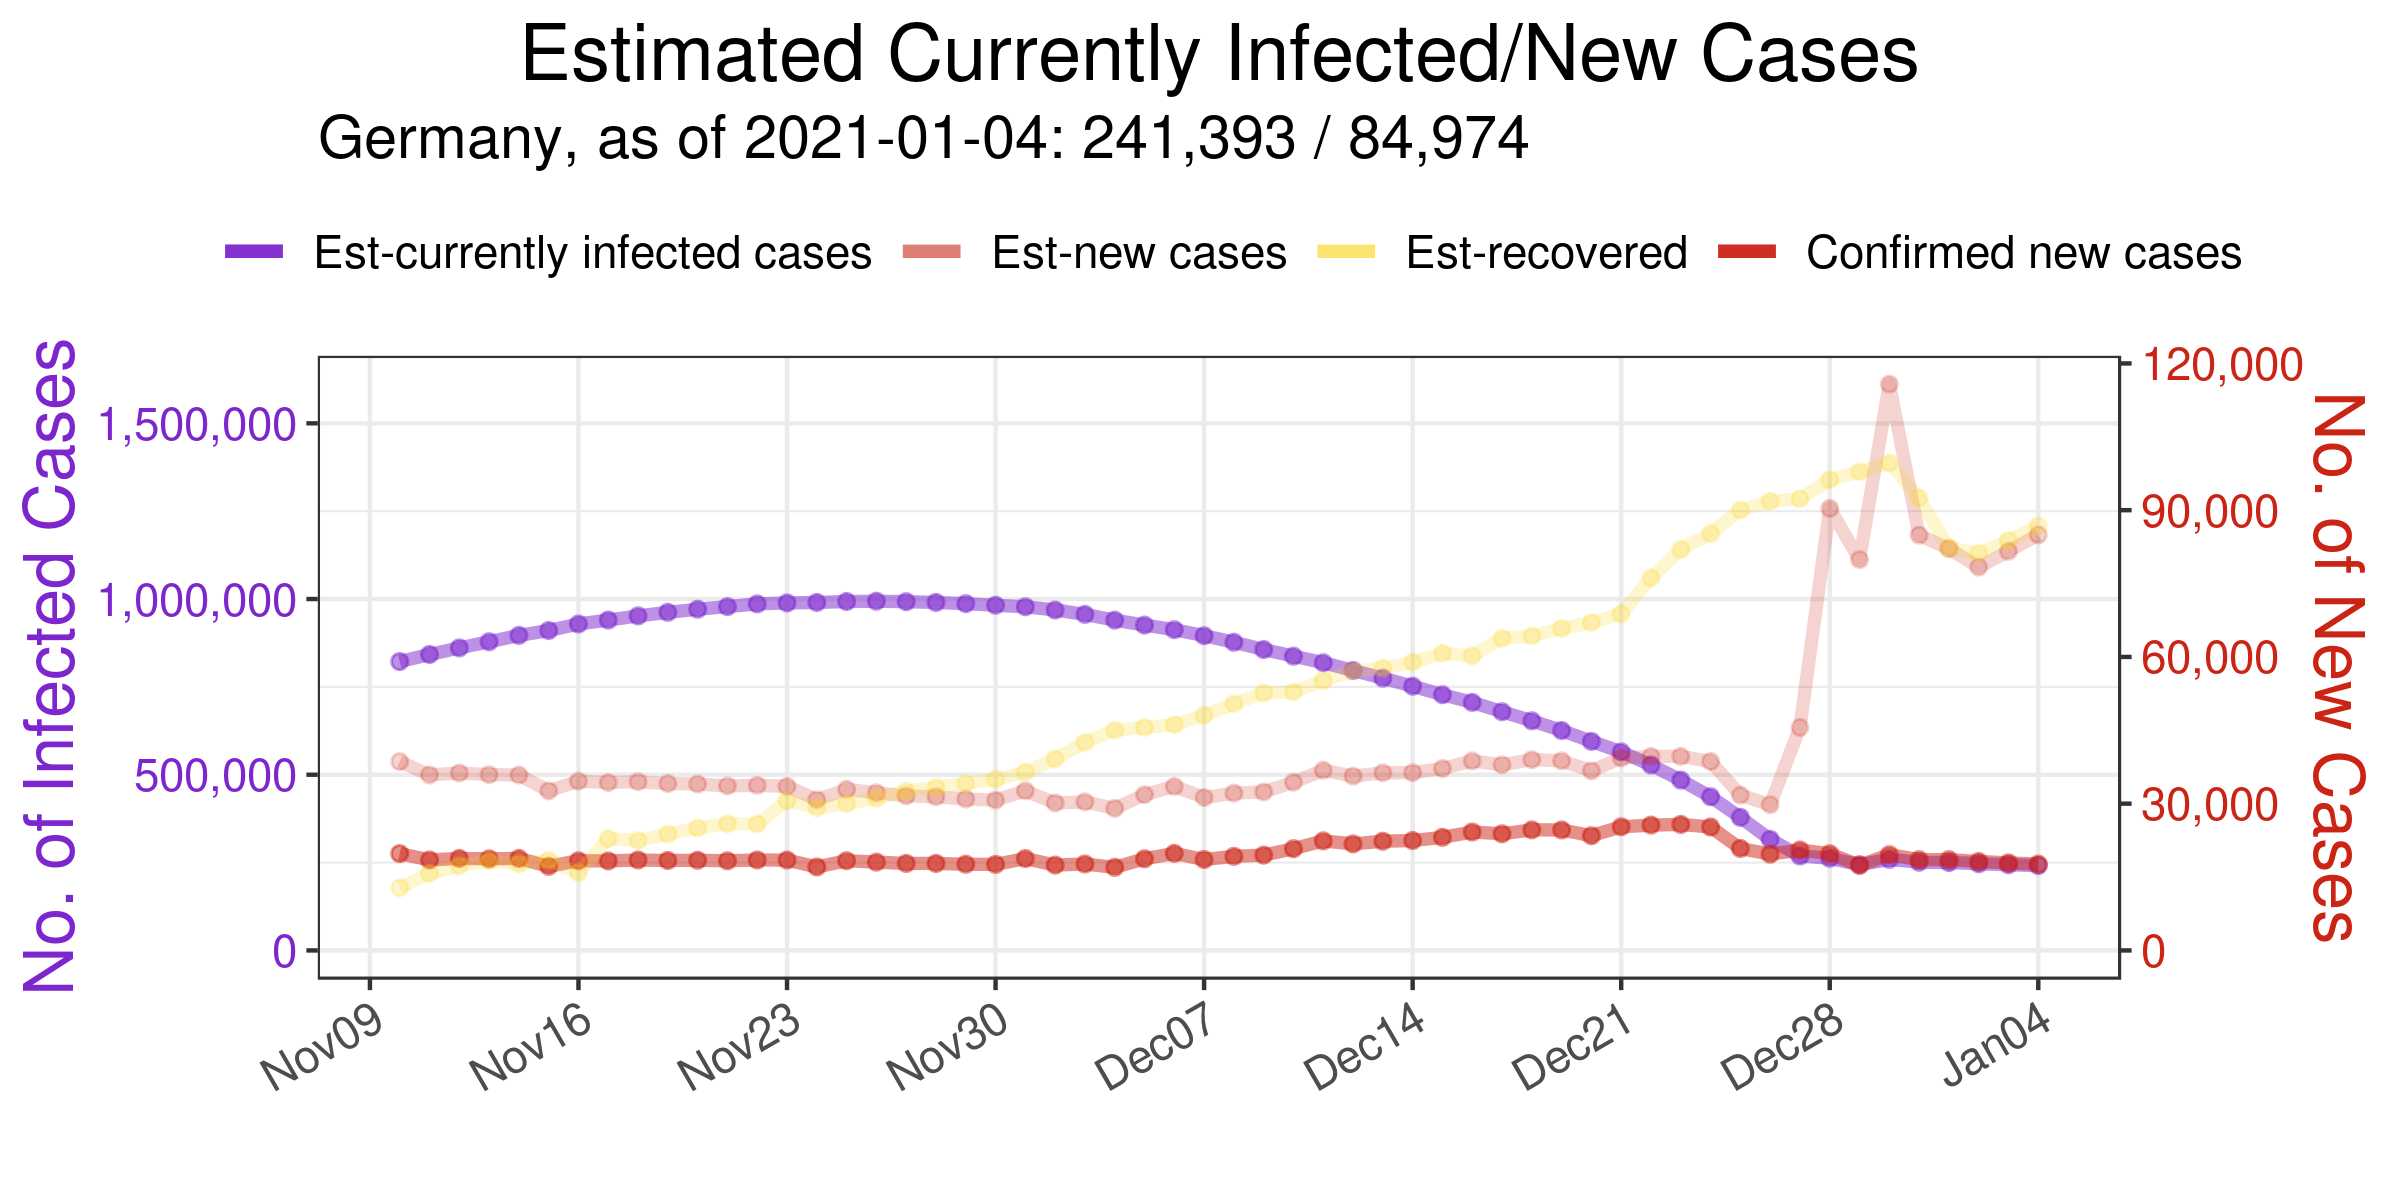 Estimated Currently Infected/New Cases
Germany, as of 2021-01-04: 241,393 / 84,974
Est-currently infected cases Est-new cases Est-recovered Confirmed new cases
No. of Infected Cases
1,500,000
1,000,000
500,000
0
120,000
90,000
60,000
30,000
0
No. of New Cases
Nov09 Nov16 Nov23 Nov30 Dec07 Dec14 Dec21 Dec28 Jan04